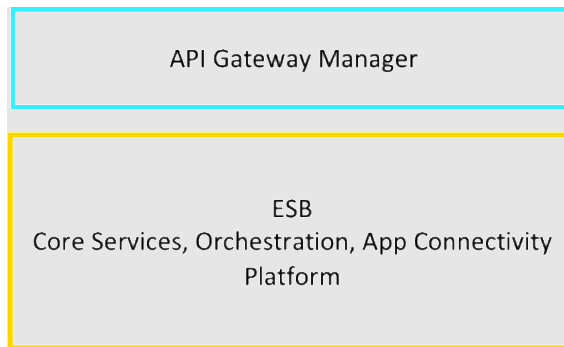 API Gateway Manager
ESB
Core Services, Orchestration, App Connectivity
Platform